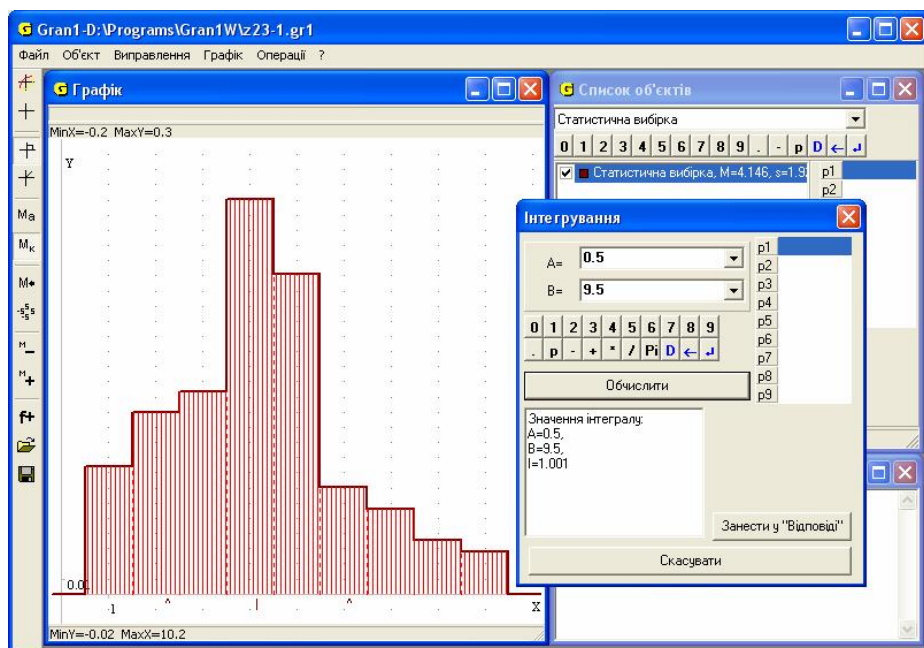 Gran1-D:\Programs\Gran1W\z23-1.gr1
Файл Об'єкт Виправлення Графік Операції ?
Графік
MinX=-0.2 MaxY=0.3
Y
0.0
1
X
MinY=-0.02 MaxX=10.2
Ma
Мк
M*
-s
M
M+
f+
Список об'єктів
Статистична вибірка
0 1 2 3 4 5 6 7 8 9 . - p D ← ↲
Статистична вибірка, M=4.146, s=1.92
p1
p2
Інтегрування
A= 0.5
B= 9.5
0 1 2 3 4 5 6 7 8 9
. p - + * / Pi D ← ↲
Обчислити
p1
p2
p3
p4
p5
p6
p7
p8
p9
Значення інтегралу:
A=0.5,
B=9.5,
I=1.001
Занести у "Відповіді"
Скасувати